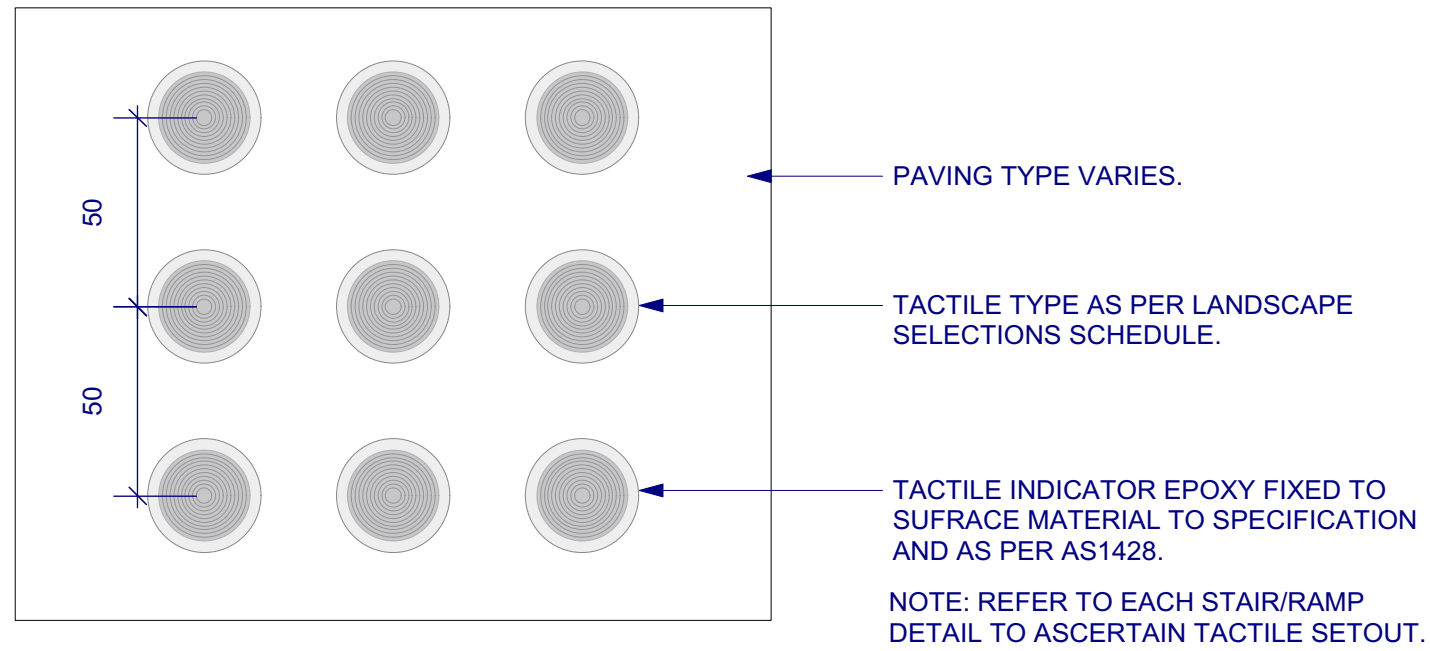 50
50
PAVING TYPE VARIES.
TACTILE TYPE AS PER LANDSCAPE
SELECTIONS SCHEDULE.
TACTILE INDICATOR EPOXY FIXED TO
SUFRACE MATERIAL TO SPECIFICATION
AND AS PER AS1428.
NOTE: REFER TO EACH STAIR/RAMP
DETAIL TO ASCERTAIN TACTILE SETOUT.